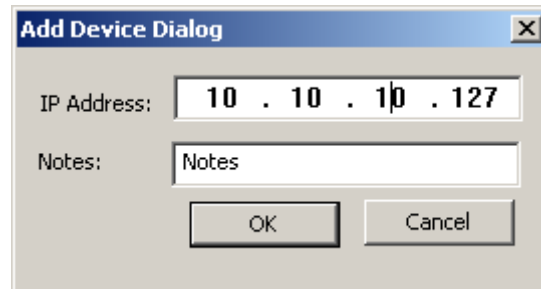 Add Device Dialog
IP Address: 10 . 10 . 10 . 127
Notes: Notes
OK Cancel